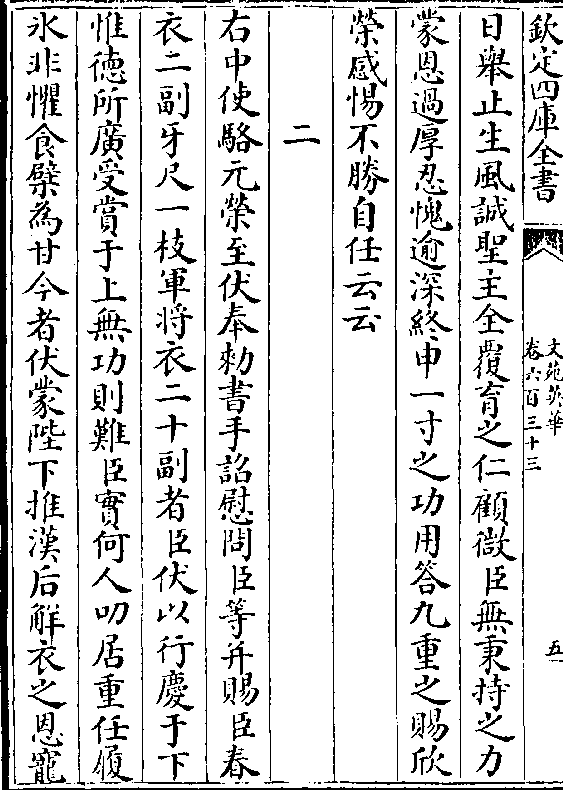 欽定四庫全書
文苑英華
卷六百三十三
五
日舉止生風誠聖主全覆育之仁顧微臣無秉持之力
蒙恩過厚忍愧逾深終申一寸之功用答九重之賜欣
榮感惕不勝自任云云
二
右中使駱元榮至伏奉勅書手詔慰問臣等并賜臣春
衣二副牙尺一枝軍將衣二十副者臣伏以行慶于下
惟德所廣受賞于上無功則難臣實何人叨居重任履
氷非懼食檗為甘今者伏蒙陛下推漢后解衣之恩寵